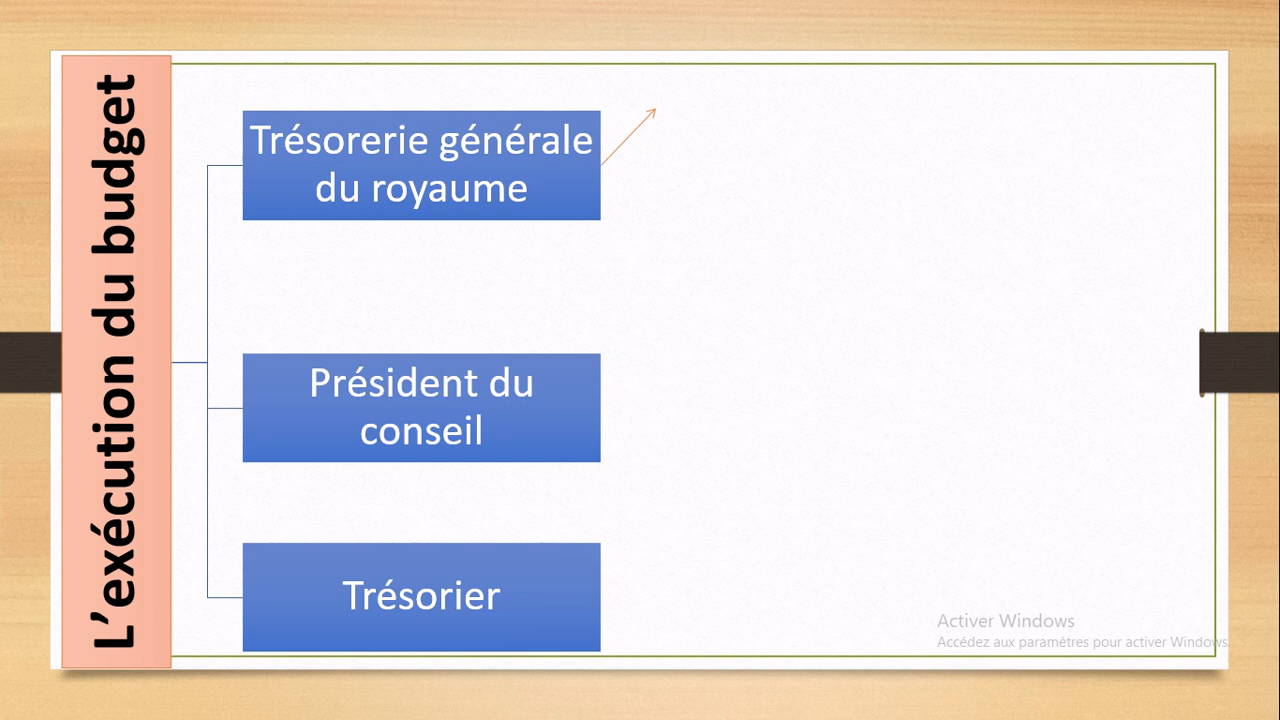 L’exécution du budget
Trésorerie générale
du royaume
Président du
conseil
Trésorier
Activer Windows
Accédez aux paramètres pour activer Windows.